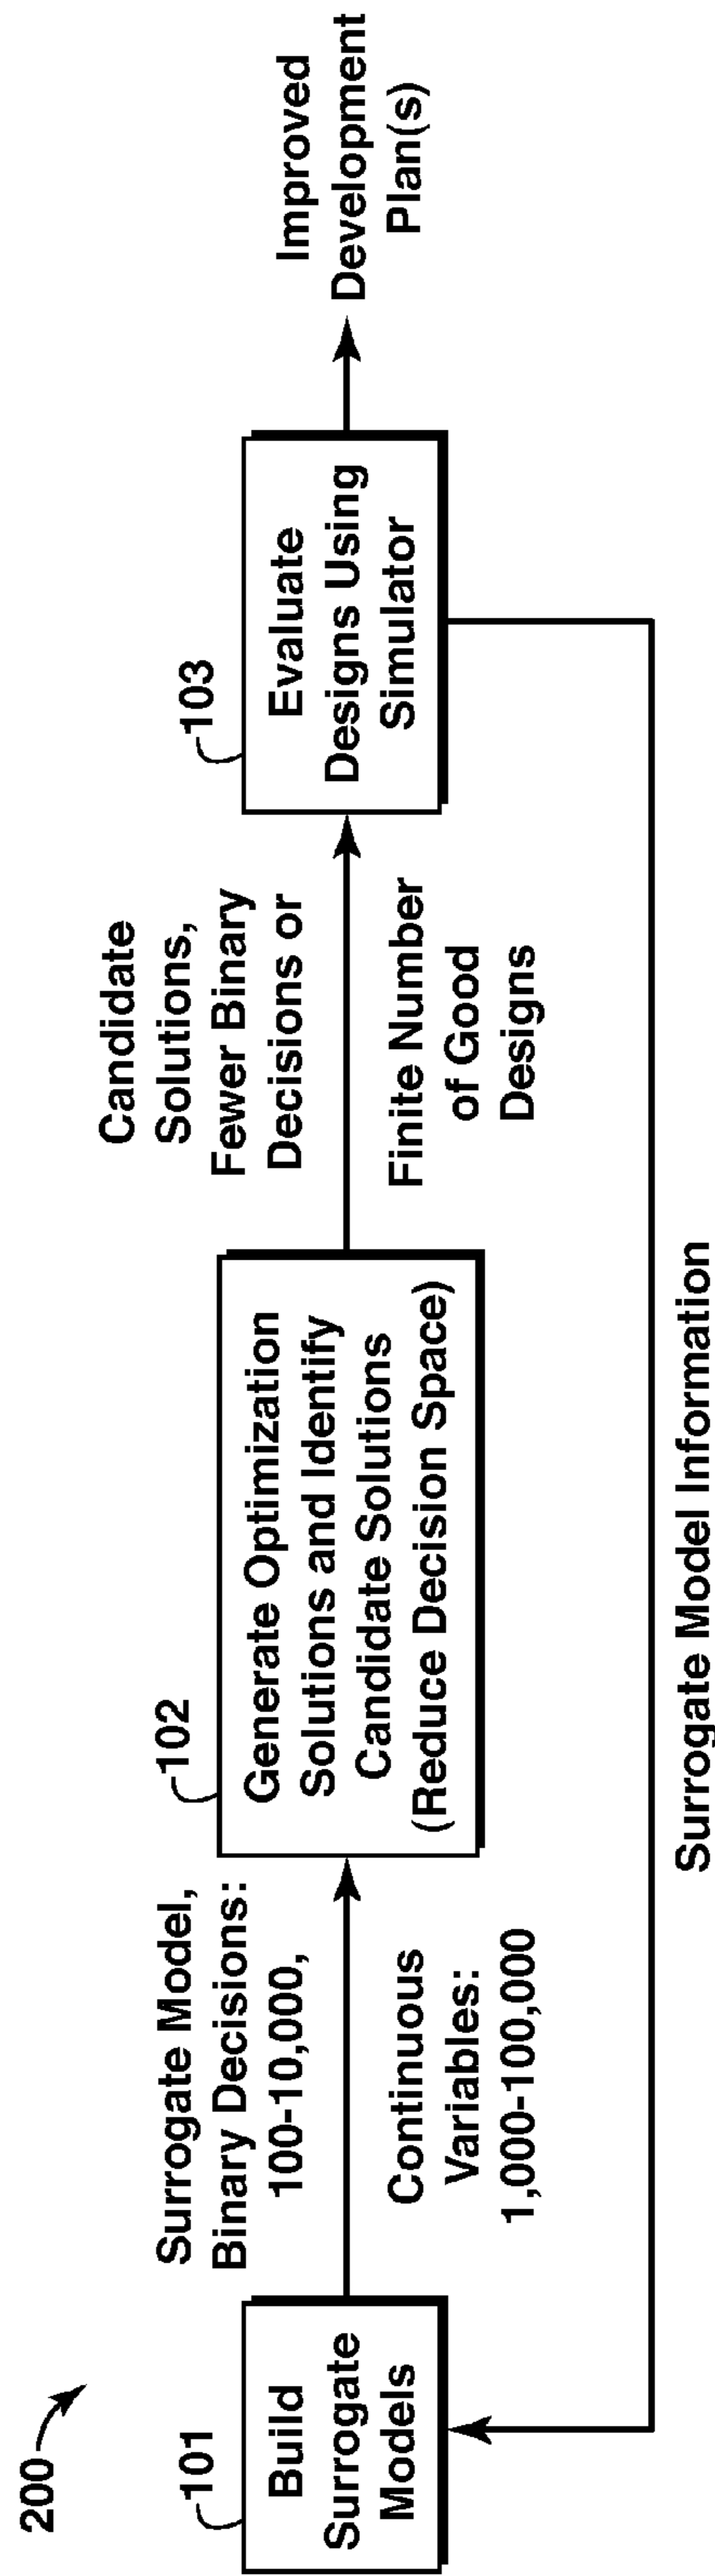 200
101
Build
Surrogate
Models
Surrogate Model,
Binary Decisions:
100-10,000,
Continuous
Variables:
1,000-100,000
102
Generate Optimization
Solutions and Identify
Candidate Solutions
(Reduce Decision Space)
Candidate
Solutions,
Fewer Binary
Decisions or
Finite Number
of Good
Designs
103
Evaluate
Designs Using
Simulator
Improved
Development
Plan(s)
Surrogate Model Information